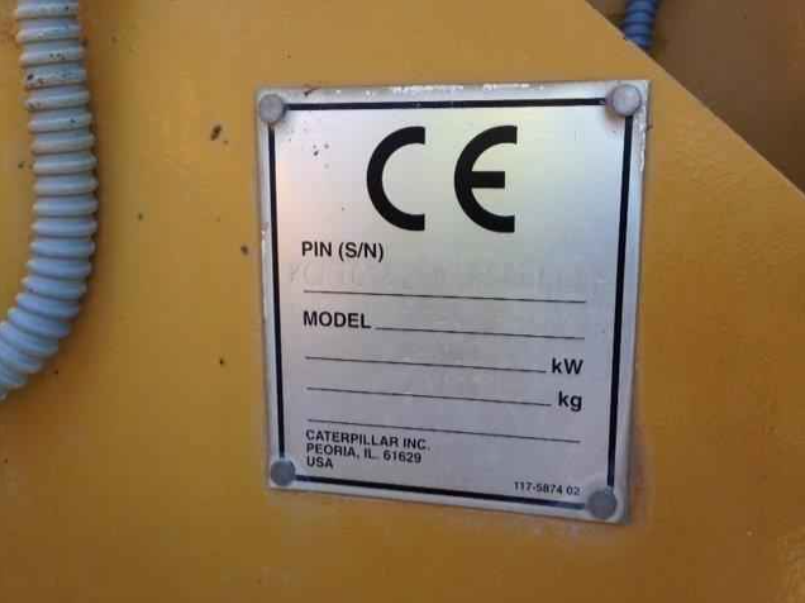 CE
PIN (S/N)
MODEL
kW
kg
CATERPILLAR INC.
PEORIA, IL. 61629
USA
117-5874 02